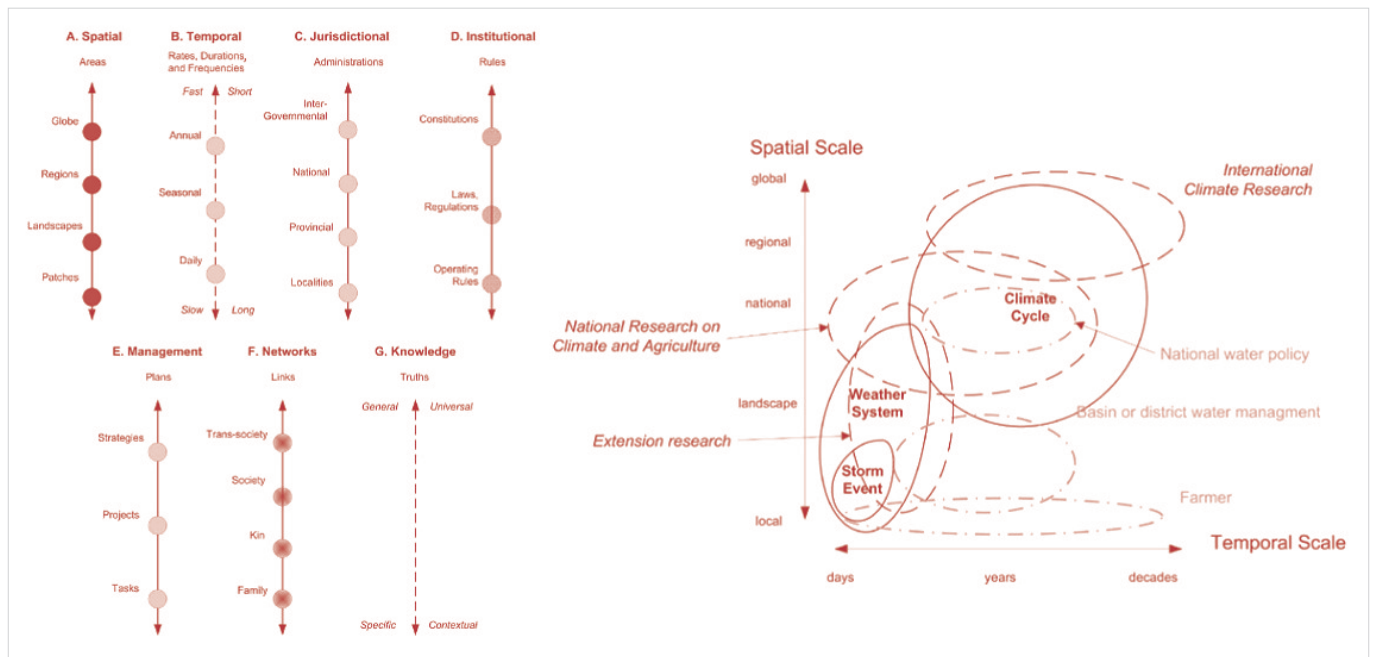 A. Spatial
Areas
Globe
Regions
Landscapes
Patches
B. Temporal
Rates, Durations,
and Frequencies
Fast Short
Annual
Seasonal
Daily
Slow Long
C. Jurisdictional
Administrations
Inter-
Governmental
National
Provincial
Localities
D. Institutional
Rules
Constitutions
Laws,
Regulations
Operating
Rules
E. Management
Plans
Strategies
Projects
Tasks
F. Networks
Links
Trans-society
Society
Kin
Family
G. Knowledge
Truths
General Universal
Specific Contextual
Spatial Scale
global
regional
national
landscape
local
International
Climate Research
Climate
Cycle
National Research on
Climate and Agriculture
National water policy
Weather
System
Basin or district water managment
Extension research
Storm
Event
Farmer
Temporal Scale
days
years
decades